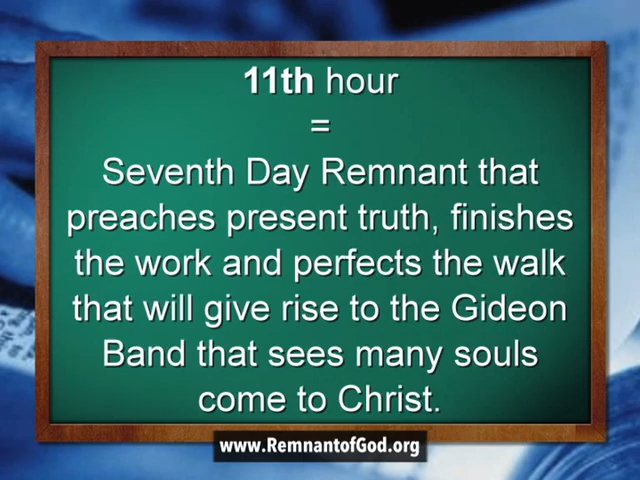 11th hour
=
Seventh Day Remnant that
preaches present truth, finishes
the work and perfects the walk
that will give rise to the Gideon
Band that sees many souls
come to Christ.
www.RemnantofGod.org